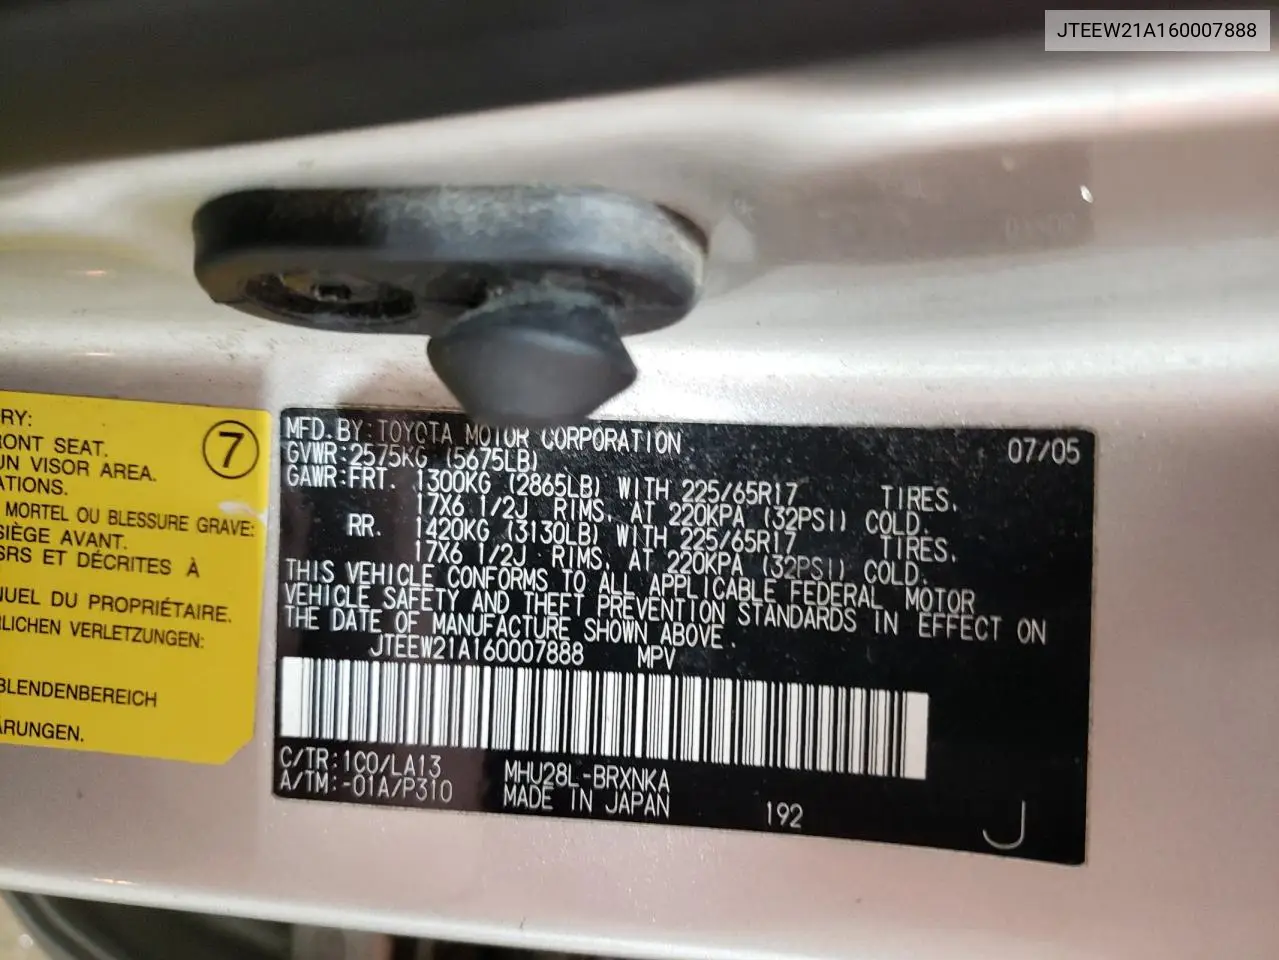 JTEEW21A160007888
RY:
RONT SEAT.
UN VISOR AREA.
ATIONS.
7
MORTEL OU BLESSURE GRAVE:
SIÈGE AVANT.
SRS ET DÉCRITES À
NUEL DU PROPRIÉTAIRE.
RLICHEN VERLETZUNGEN:
BLENDENBEREICH
ÄRUNGEN.
MFD. BY: TOYOTA MOTOR CORPORATION 07/05
GVWR: 2575KG (5675LB)
GAWR: FRT. 1300KG (2865LB) WITH 225/65R17 TIRES.
17X6 1/2J RIMS, AT 220KPA (32PSI) COLD.
RR. 1420KG (3130LB) WITH 225/65R17 TIRES,
17X6 1/2J RIMS, AT 220KPA (32PSI) COLD.
THIS VEHICLE CONFORMS TO ALL APPLICABLE FEDERAL MOTOR
VEHICLE SAFETY AND THEFT PREVENTION STANDARDS IN EFFECT ON
THE DATE OF MANUFACTURE SHOWN ABOVE.
JTEEW21A160007888 MPV
C/TR: 1C0/LA13 MHU28L-BRXNKA
A/TM: -01A/P310 MADE IN JAPAN 192 J